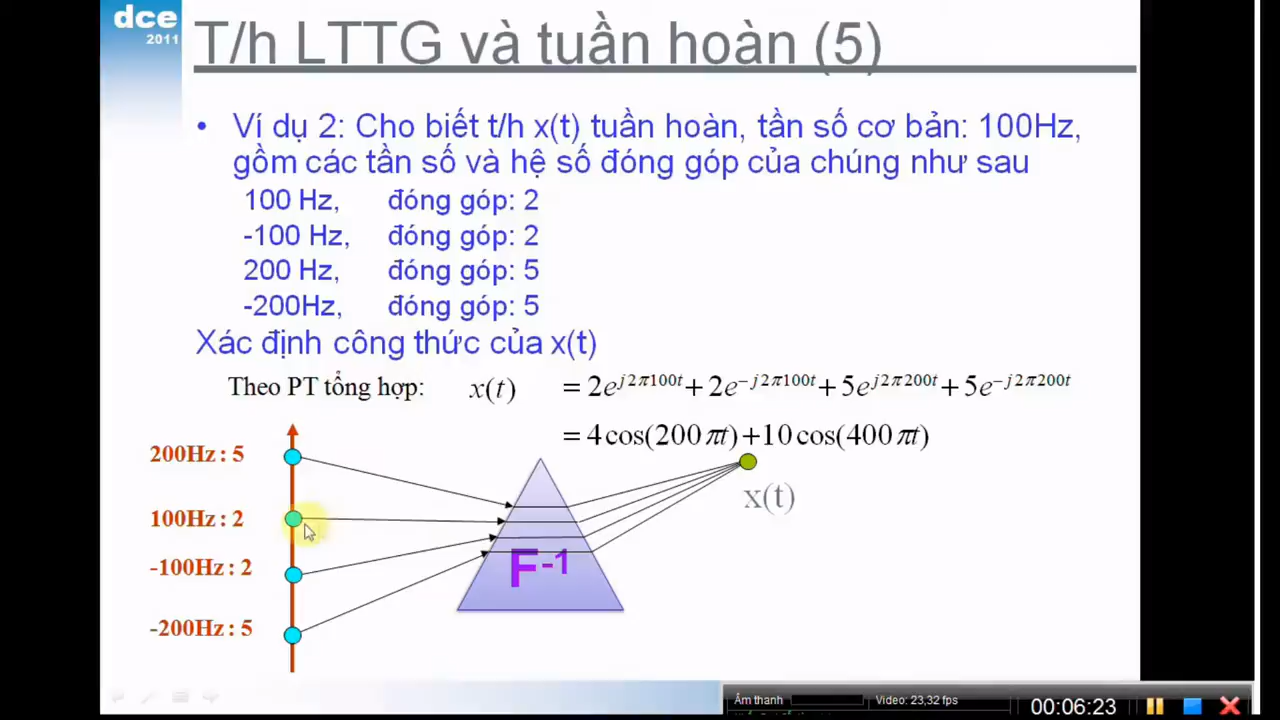 dce
2011
T/h LTTG và tuần hoàn (5)
• Ví dụ 2: Cho biết t/h x(t) tuần hoàn, tần số cơ bản: 100Hz,
gồm các tần số và hệ số đóng góp của chúng như sau
100 Hz, đóng góp: 2
-100 Hz, đóng góp: 2
200 Hz, đóng góp: 5
-200Hz, đóng góp: 5
Xác định công thức của x(t)
Theo PT tổng hợp: x(t) = 2e^{j2π100t} + 2e^{−j2π100t} + 5e^{j2π200t} + 5e^{−j2π200t}
= 4cos(200πt) + 10cos(400πt)
200Hz : 5
100Hz : 2
-100Hz : 2
-200Hz : 5
F-1
x(t)
Âm thanh
Video: 23,32 fps
00:06:23